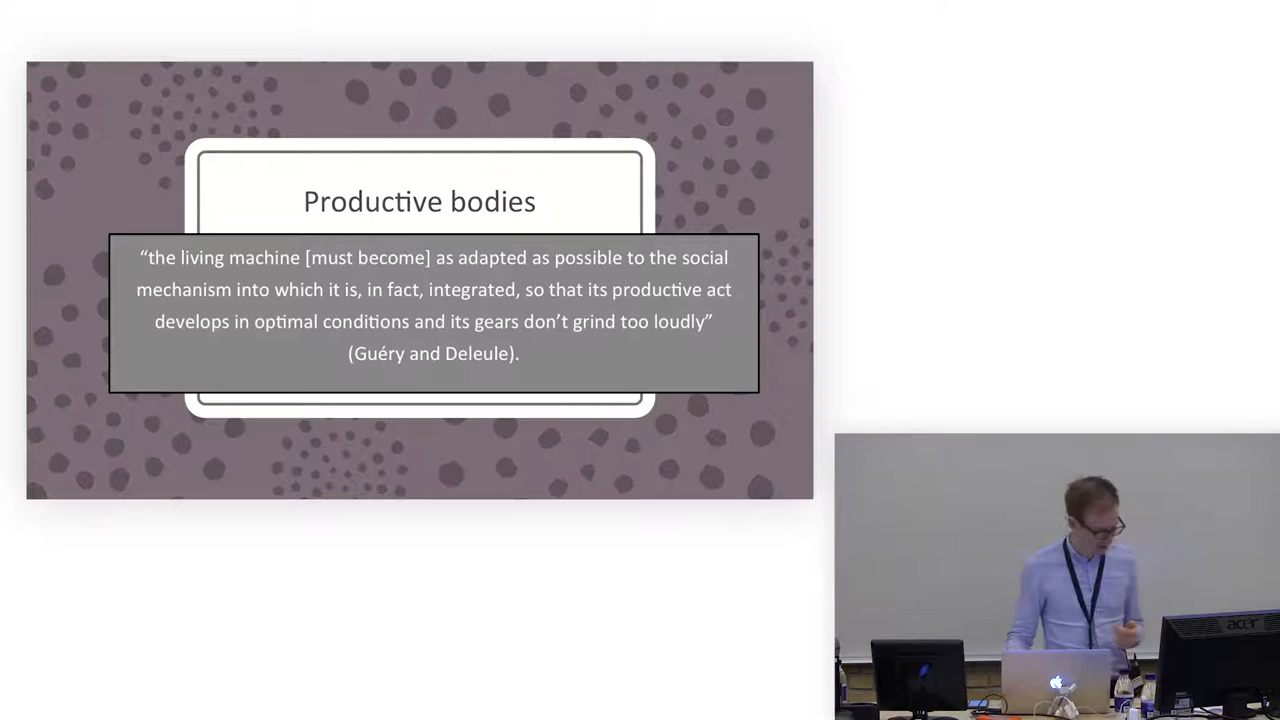 Productive bodies
“the living machine [must become] as adapted as possible to the social
mechanism into which it is, in fact, integrated, so that its productive act
develops in optimal conditions and its gears don’t grind too loudly”
(Guéry and Deleule).
acer